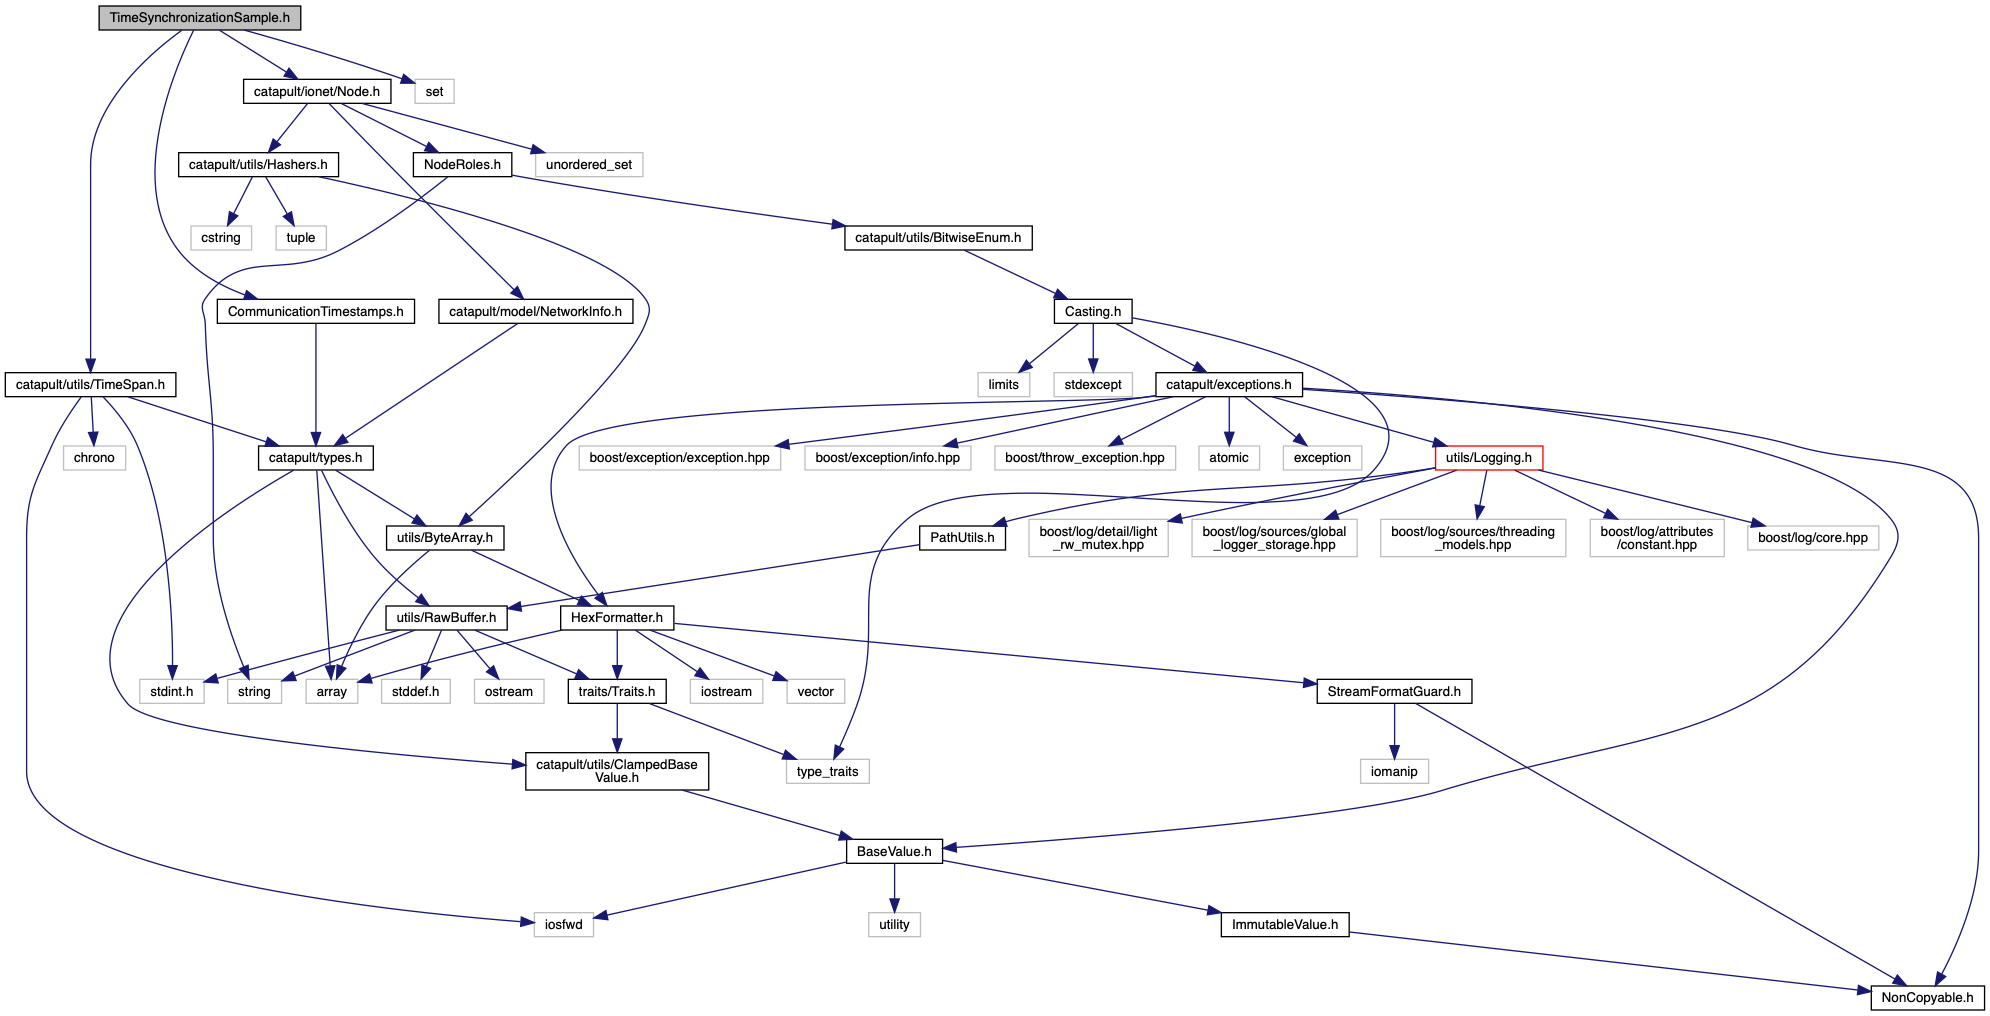 TimeSynchronizationSample.h
catapult/ionet/Node.h
set
catapult/utils/Hashers.h
NodeRoles.h
unordered_set
cstring
tuple
catapult/utils/BitwiseEnum.h
CommunicationTimestamps.h
catapult/model/NetworkInfo.h
Casting.h
catapult/utils/TimeSpan.h
limits
stdexcept
catapult/exceptions.h
chrono
catapult/types.h
boost/exception/exception.hpp
boost/exception/info.hpp
boost/throw_exception.hpp
atomic
exception
utils/Logging.h
utils/ByteArray.h
PathUtils.h
boost/log/detail/light
_rw_mutex.hpp
boost/log/sources/global
_logger_storage.hpp
boost/log/sources/threading
_models.hpp
boost/log/attributes
/constant.hpp
boost/log/core.hpp
utils/RawBuffer.h
HexFormatter.h
stdint.h
string
array
stddef.h
ostream
traits/Traits.h
iostream
vector
StreamFormatGuard.h
catapult/utils/ClampedBase
Value.h
type_traits
iomanip
BaseValue.h
iosfwd
utility
ImmutableValue.h
NonCopyable.h